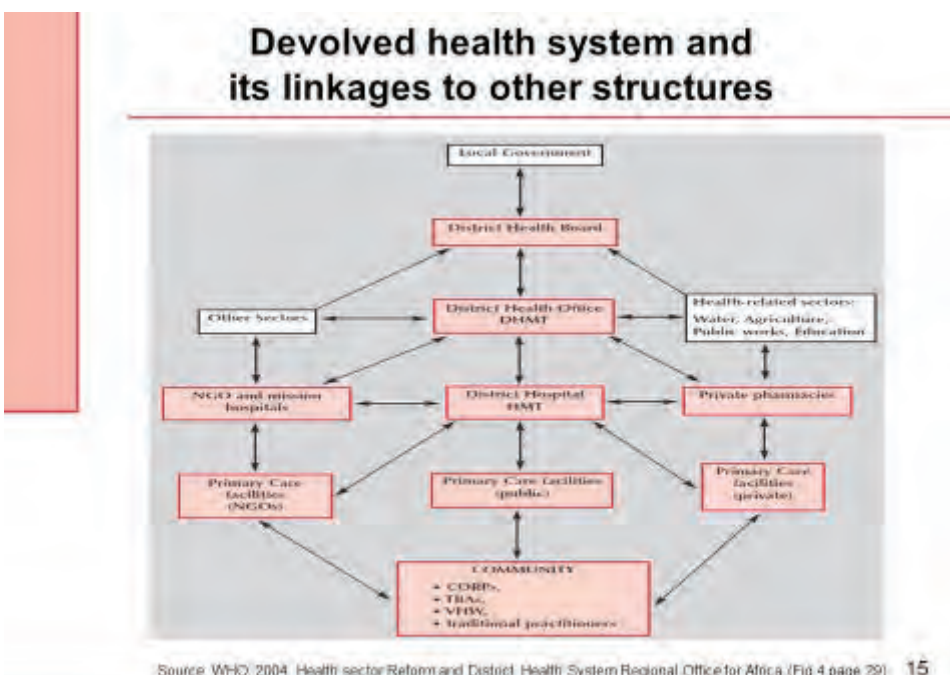 Devolved health system and
its linkages to other structures
Local Government
District Health Board
Other Sectors
District Health Office
DHMT
Health-related sectors:
Water, Agriculture,
Public works, Education
NGO and mission
hospitals
District Hospital
HMT
Private pharmacies
Primary Care
facilities
(NGOs)
Primary Care facilities
(public)
Primary Care
facilities
(private)
COMMUNITY
• CORPs,
• TBAs,
• VHW,
• traditional practitioners
Source: WHO, 2004, Health sector Reform and District Health System Regional Office for Africa (Fig 4 page 29) 15